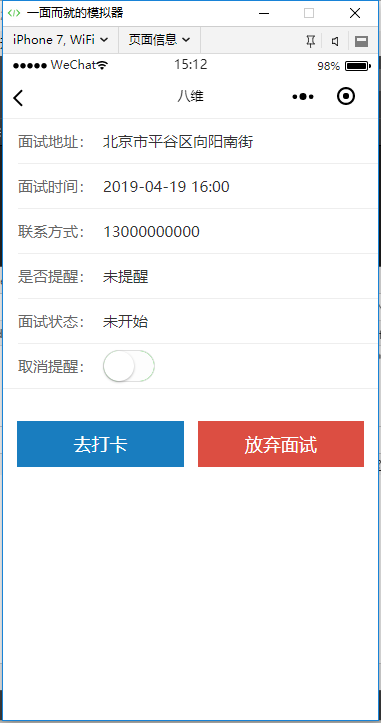 一面而就的模拟器
iPhone 7, WiFi 页面信息
WeChat 15:12 98%
八维
面试地址： 北京市平谷区向阳南街
面试时间： 2019-04-19 16:00
联系方式： 13000000000
是否提醒： 未提醒
面试状态： 未开始
取消提醒：
去打卡 放弃面试